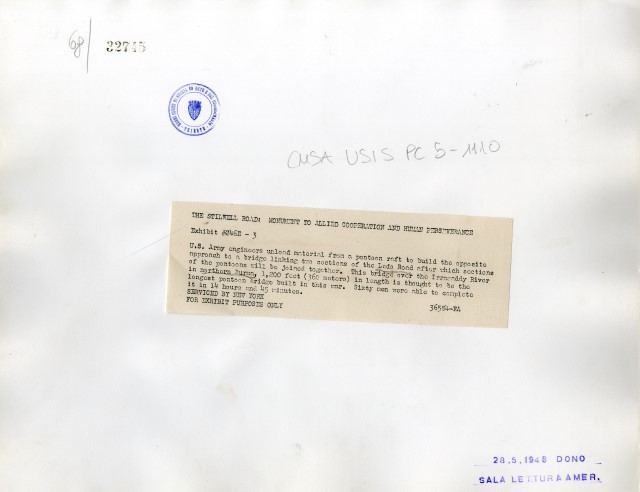 68/ 32745
CMSA USIS PC 5-1110
THE STILWELL ROAD: MONUMENT TO ALLIED COOPERATION AND HUMAN PERSEVERANCE
Exhibit - 3
U.S. Army engineers unload material from a pontoon raft to build the opposite
approach to a bridge linking two sections of the Ledo Road after which sections
of the pontoons will be joined together. This bridge over the Irrawaddy River
in northern Burma, 1,200 feet (360 meters) in length is thought to be the
longest pontoon bridge built in this war. Sixty men were able to complete
it in 14 hours and 45 minutes.
SERVICED BY NEW YORK
FOR EXHIBIT PURPOSES ONLY 36584-FA
28.5.1948 DONO
SALA LETTURA AMER.